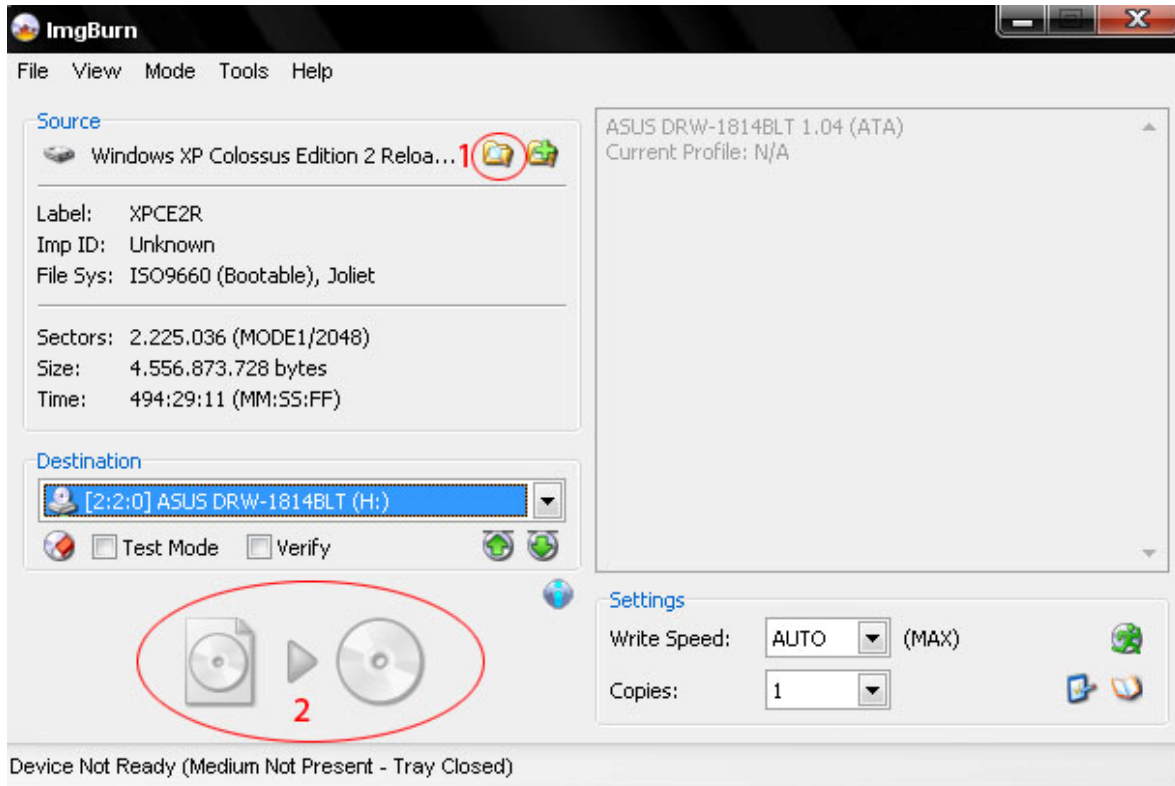 ImgBurn
File View Mode Tools Help
Source
Windows XP Colossus Edition 2 Reloa... 1
Label: XPCE2R
Imp ID: Unknown
File Sys: ISO9660 (Bootable), Joliet
Sectors: 2.225.036 (MODE1/2048)
Size: 4.556.873.728 bytes
Time: 494:29:11 (MM:SS:FF)
Destination
[2:2:0] ASUS DRW-1814BLT (H:)
Test Mode Verify
2
ASUS DRW-1814BLT 1.04 (ATA)
Current Profile: N/A
Settings
Write Speed: AUTO (MAX)
Copies: 1
Device Not Ready (Medium Not Present - Tray Closed)